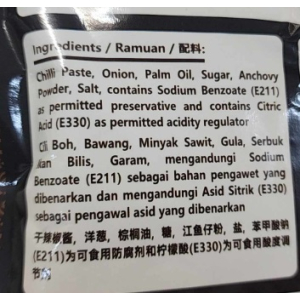 Ingredients / Ramuan / 配料:
Chilli Paste, Onion, Palm Oil, Sugar, Anchovy
Powder, Salt, contains Sodium Benzoate (E211)
as permitted preservative and contains Citric
Acid (E330) as permitted acidity regulator
Cili Boh, Bawang, Minyak Sawit, Gula, Serbuk
Ikan Bilis, Garam, mengandungi Sodium
Benzoate (E211) sebagai bahan pengawet yang
dibenarkan dan mengandungi Asid Sitrik (E330)
sebagai pengawal asid yang dibenarkan
干辣椒酱, 洋葱, 棕榈油, 糖, 江鱼仔粉, 盐, 苯甲酸钠
(E211)为可食用防腐剂和柠檬酸(E330)为可食用酸度调
节剂